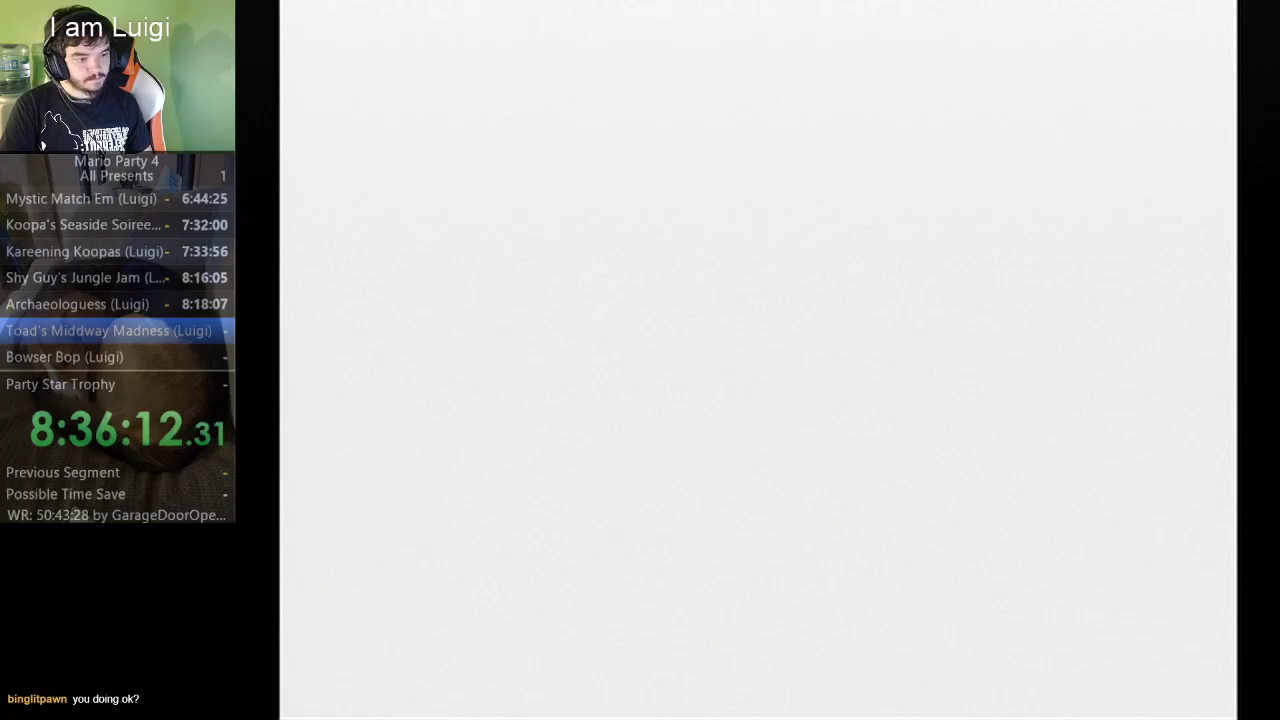 I am Luigi
Mario Party 4
All Presents 1
Mystic Match Em (Luigi) - 6:44:25
Koopa's Seaside Soiree... - 7:32:00
Kareening Koopas (Luigi) - 7:33:56
Shy Guy's Jungle Jam (L... - 8:16:05
Archaeologuess (Luigi) - 8:18:07
Toad's Middway Madness (Luigi) -
Bowser Bop (Luigi) -
Party Star Trophy -
8:36:12.31
Previous Segment -
Possible Time Save -
WR: 50:43:28 by GarageDoorOpe...
binglitpawn you doing ok?